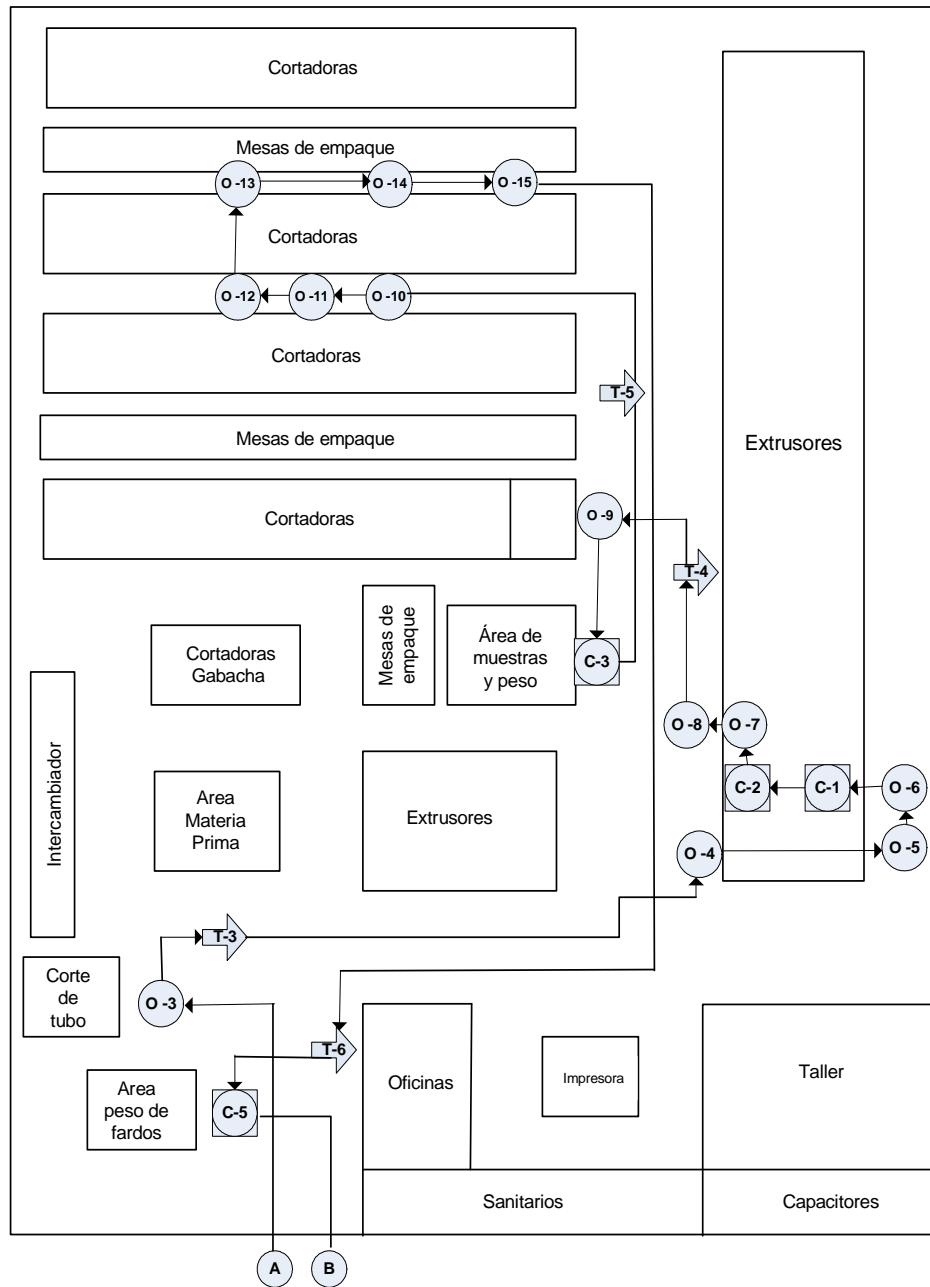 Cortadoras
Mesas de empaque
O -13
O -14
O -15
Cortadoras
O -12
O -11
O -10
Cortadoras
T-5
Mesas de empaque
Extrusores
Cortadoras
O -9
T-4
Mesas de
empaque
Cortadoras
Gabacha
Área de
muestras
y peso
C-3
O -8
O -7
Intercambiador
Area
Materia
Prima
Extrusores
C-2
C-1
O -6
O -4
O -5
T-3
Corte
de
tubo
O -3
T-6
Oficinas
Impresora
Taller
Area
peso de
fardos
C-5
Sanitarios
Capacitores
A
B